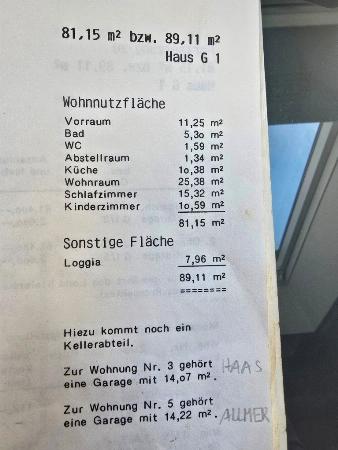 81,15 m² bzw. 89,11 m²
Haus G 1
Wohnnutzfläche
Vorraum 11,25 m²
Bad 5,3o m²
WC 1,59 m²
Abstellraum 1,34 m²
Küche 1o,38 m²
Wohnraum 25,38 m²
Schlafzimmer 15,32 m²
Kinderzimmer 1o,59 m²
81,15 m²
Sonstige Fläche
Loggia 7,96 m²
89,11 m²
========
Hiezu kommt noch ein
Kellerabteil.
Zur Wohnung Nr. 3 gehört HAAS
eine Garage mit 14,o7 m².
Zur Wohnung Nr. 5 gehört
eine Garage mit 14,22 m². ALLMER